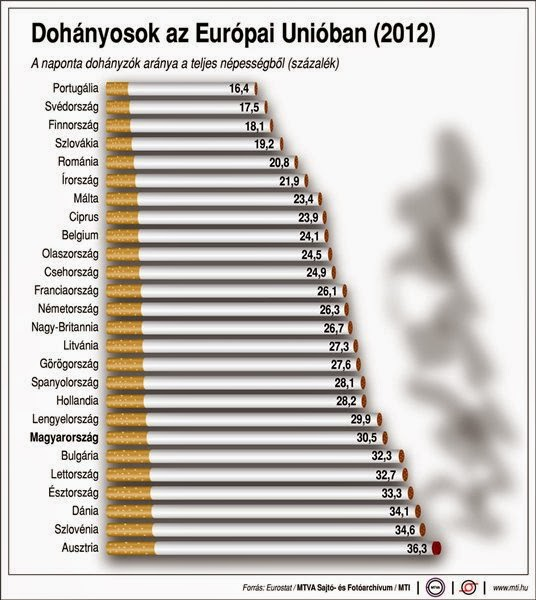 Dohányosok az Európai Unióban (2012)
A naponta dohányzók aránya a teljes népességből (százalék)
Portugália 16,4
Svédország 17,5
Finnország 18,1
Szlovákia 19,2
Románia 20,8
Írország 21,9
Málta 23,4
Ciprus 23,9
Belgium 24,1
Olaszország 24,5
Csehország 24,9
Franciaország 26,1
Németország 26,3
Nagy-Britannia 26,7
Litvánia 27,3
Görögország 27,6
Spanyolország 28,1
Hollandia 28,2
Lengyelország 29,9
Magyarország 30,5
Bulgária 32,3
Lettország 32,7
Észtország 33,3
Dánia 34,1
Szlovénia 34,6
Ausztria 36,3
Forrás: Eurostat / MTVA Sajtó- és Fotóarchívum / MTI | MTVA | | www.mti.hu